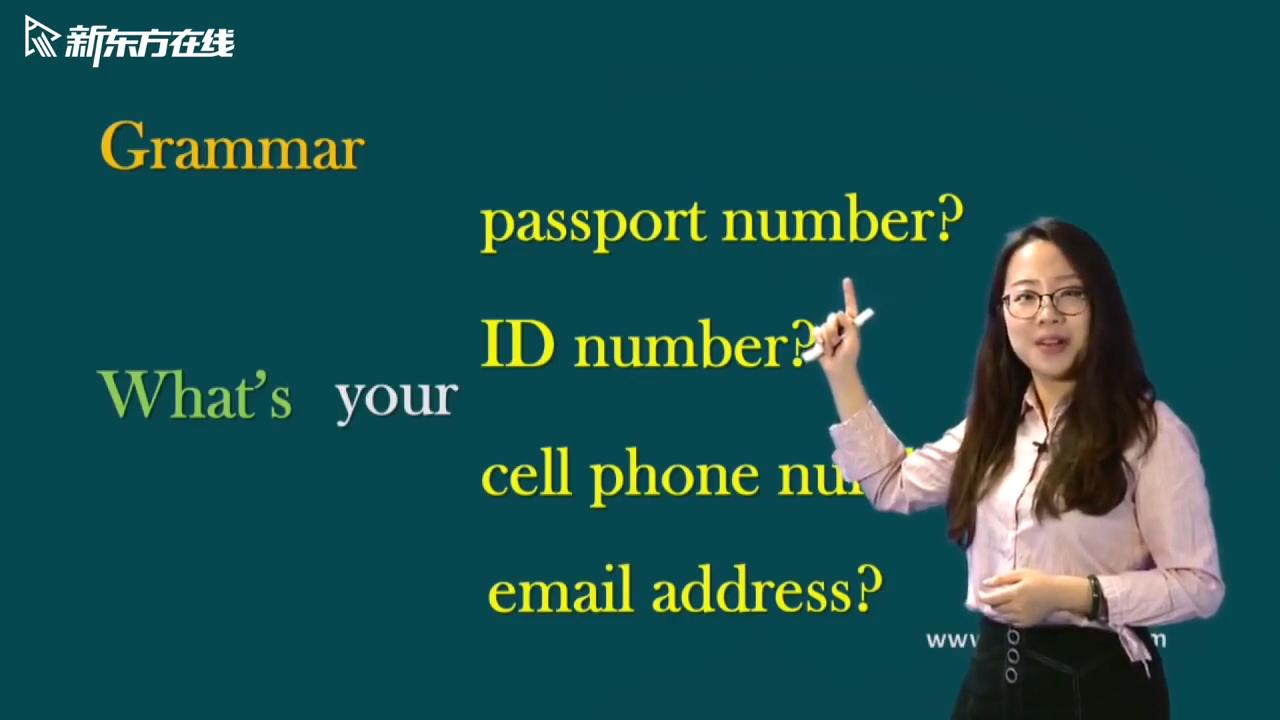 新东方在线
Grammar
passport number?
ID number?
What's your
cell phone
email address?